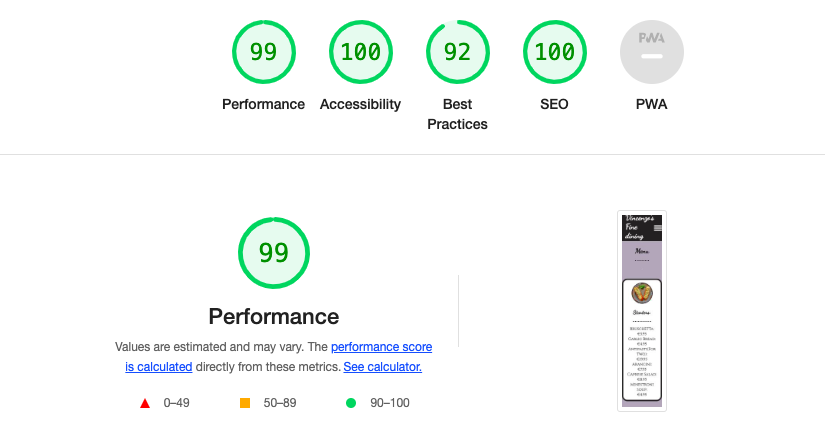 99
100
92
100
PWA
Performance
Accessibility
Best
Practices
SEO
PWA
99
Performance
Values are estimated and may vary. The performance score
is calculated directly from these metrics. See calculator.
0–49
50–89
90–100
Vincenzo's
Fine
dining
Menu